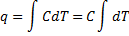 q = ∫ CdT = C ∫ dT